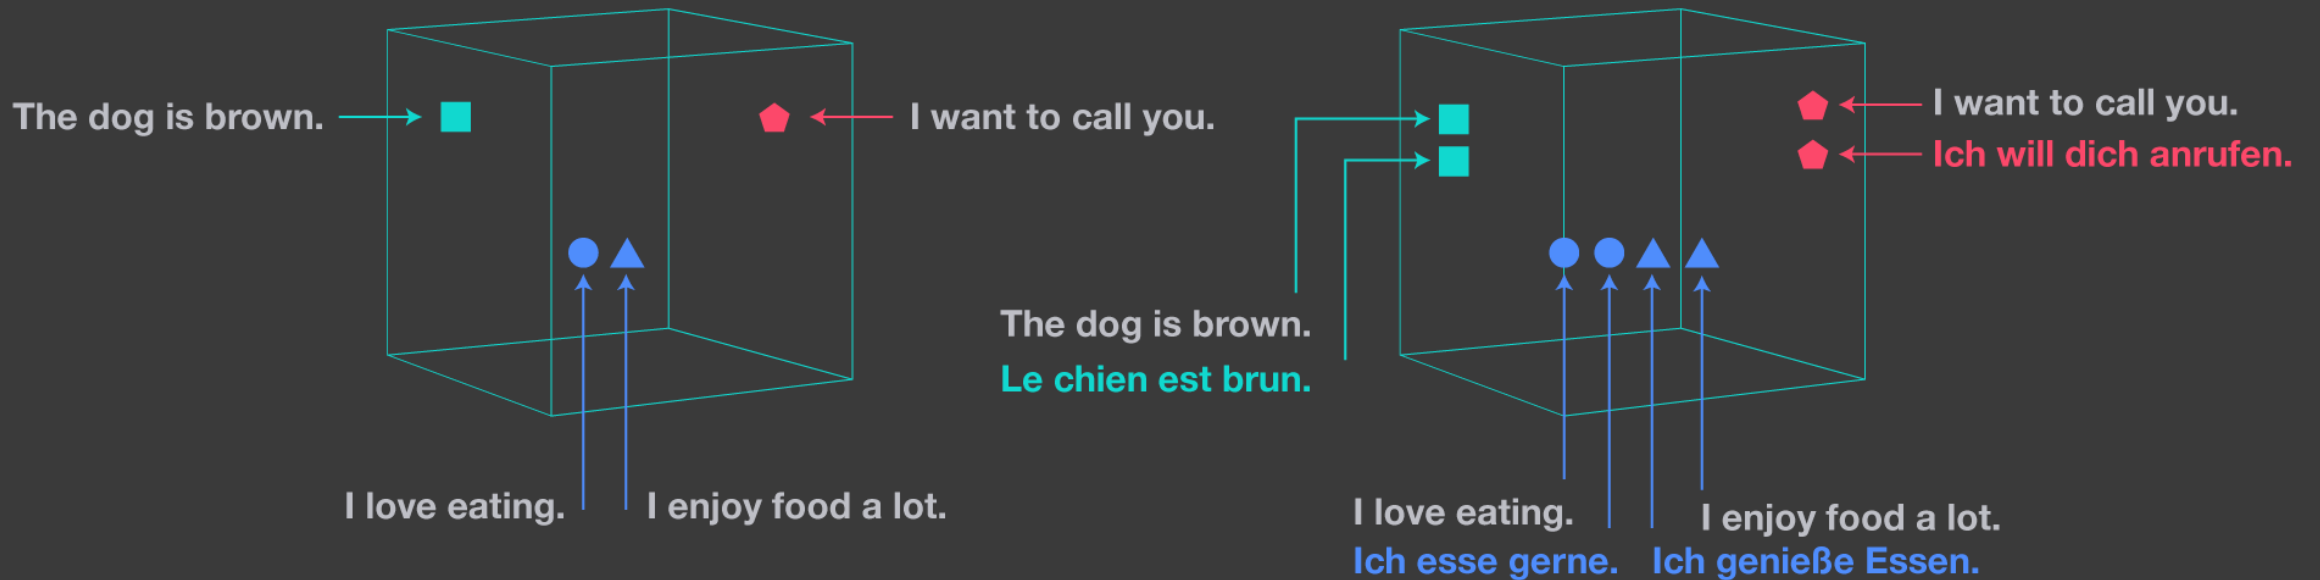 The dog is brown.
I want to call you.
I love eating.
I enjoy food a lot.
The dog is brown.
Le chien est brun.
I want to call you.
Ich will dich anrufen.
I love eating.
Ich esse gerne.
I enjoy food a lot.
Ich genieße Essen.